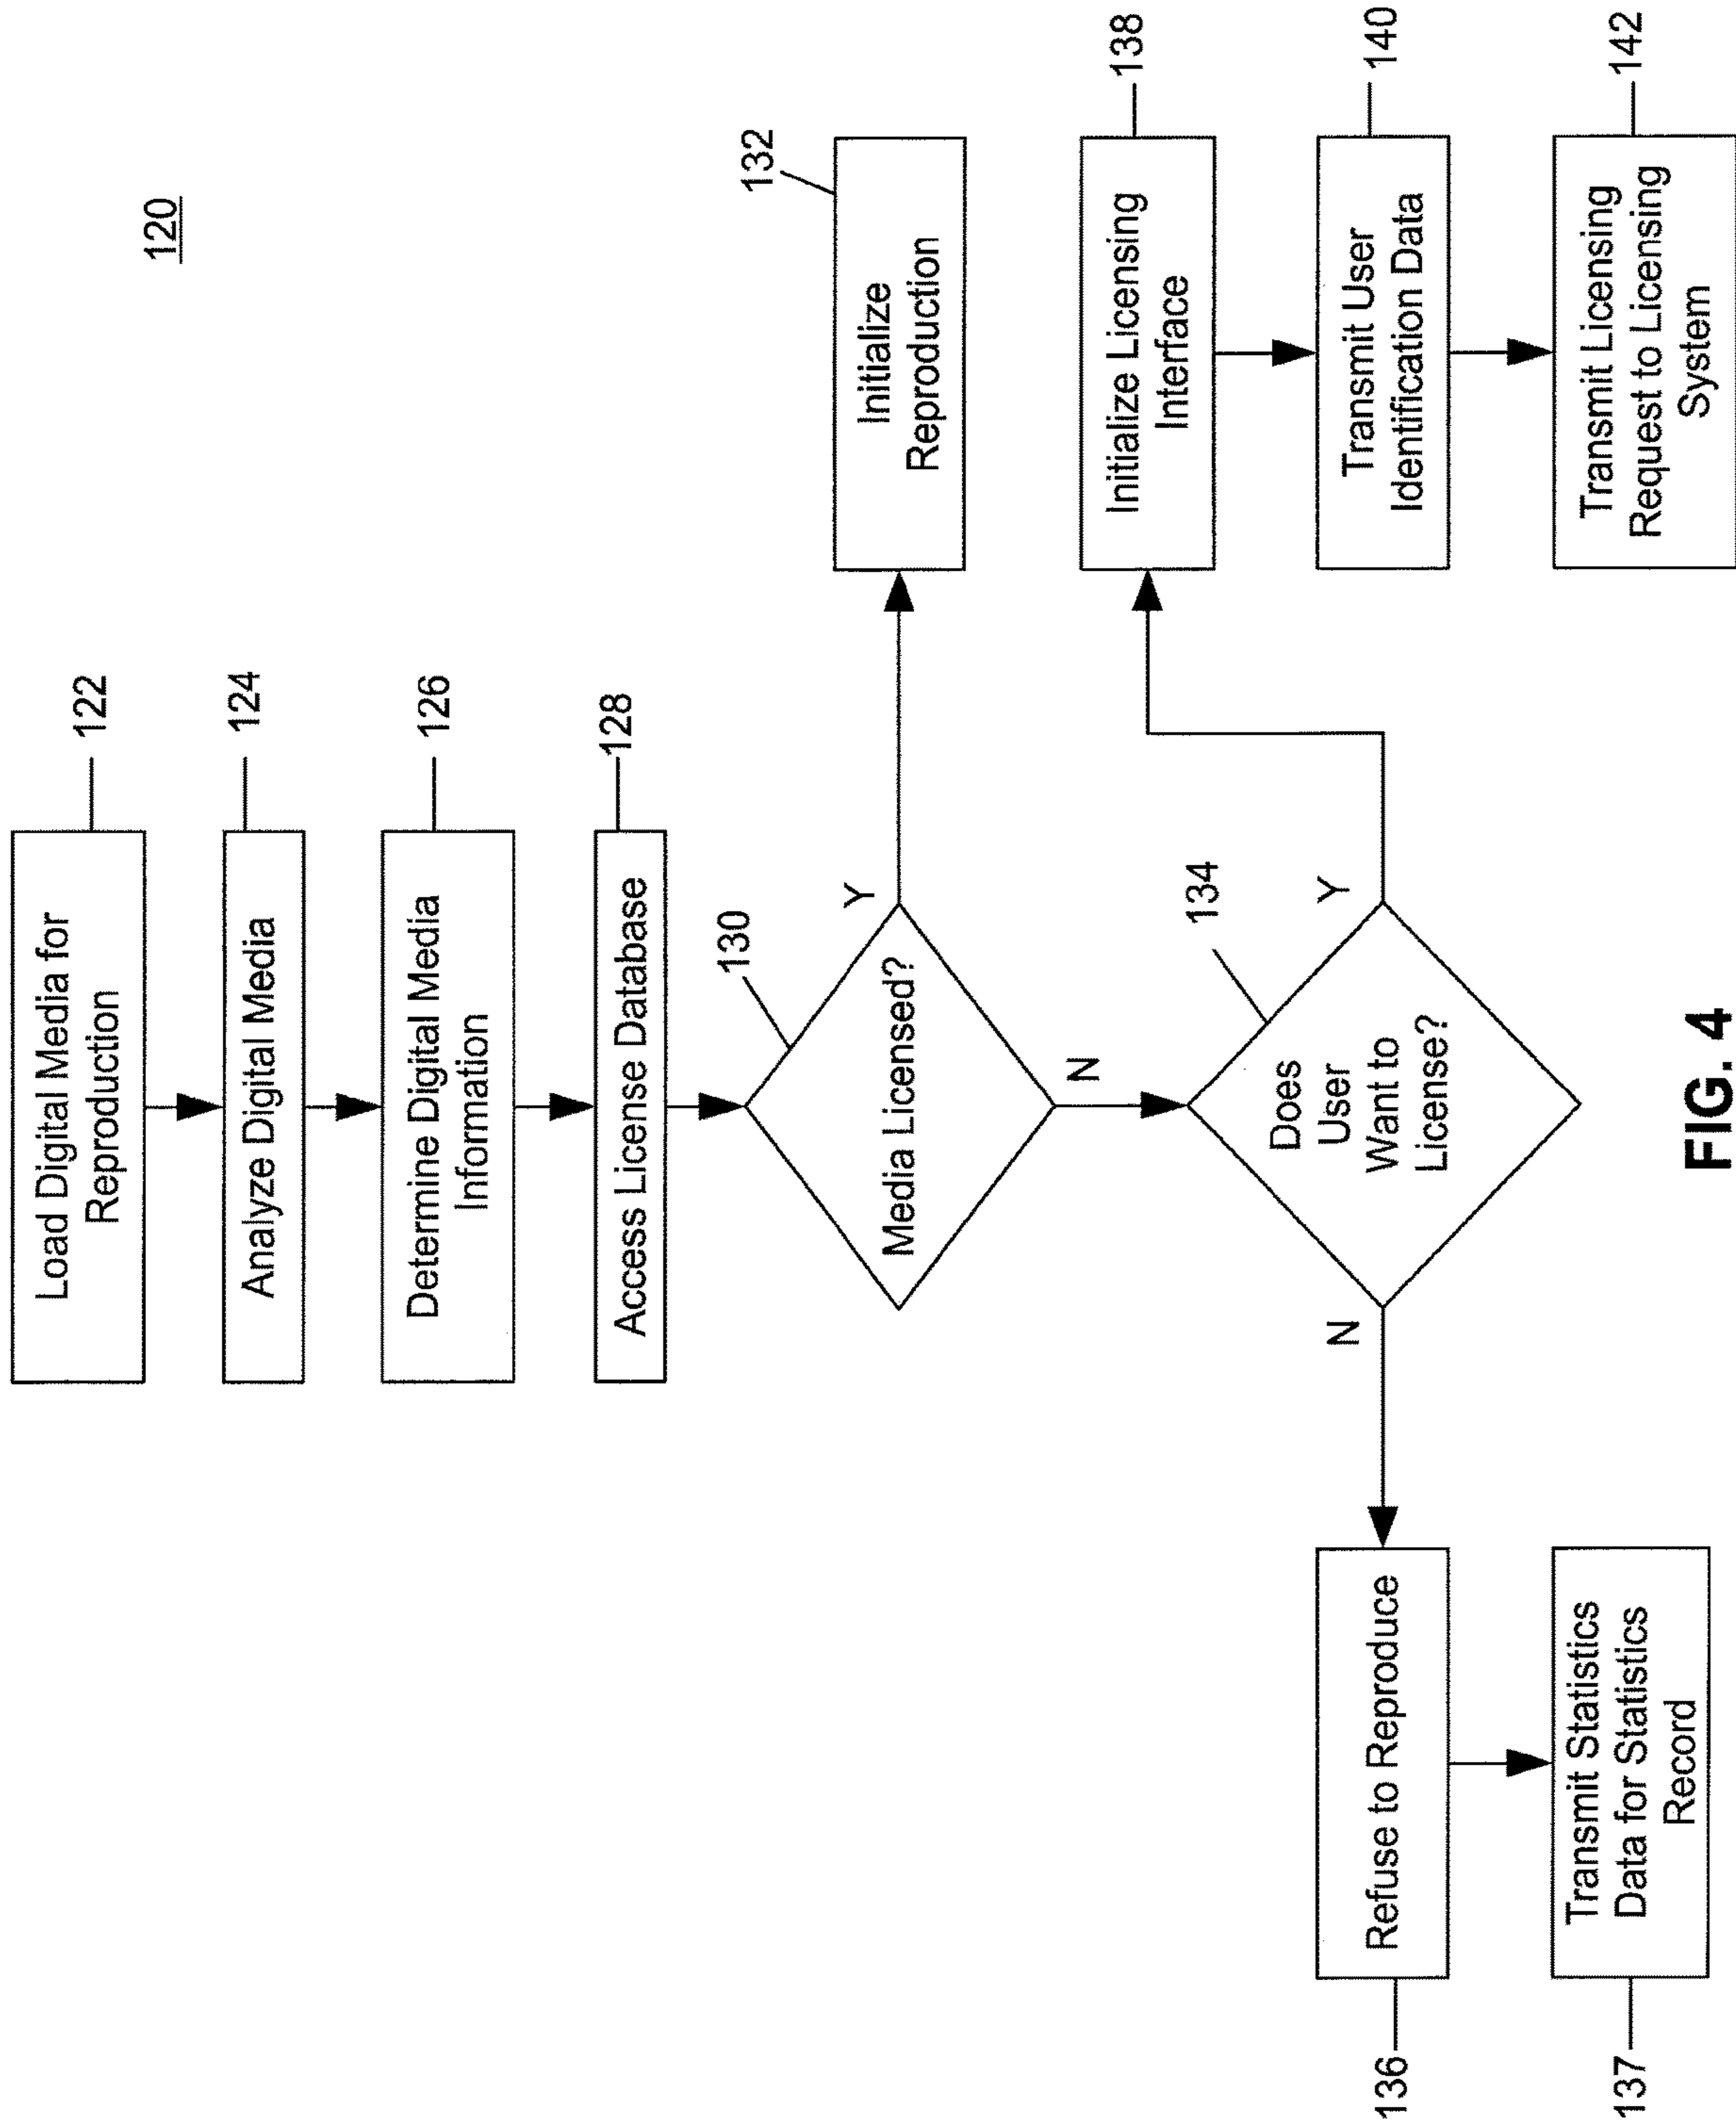 120
Load Digital Media for
Reproduction
122
Analyze Digital Media
124
Determine Digital Media
Information
126
Access License Database
128
Media Licensed?
130
Y
N
Initialize
Reproduction
132
Does
User
Want to
License?
134
Y
N
Initialize Licensing
Interface
138
Transmit User
Identification Data
140
Transmit Licensing
Request to Licensing
System
142
Refuse to Reproduce
136
Transmit Statistics
Data for Statistics
Record
137
FIG. 4